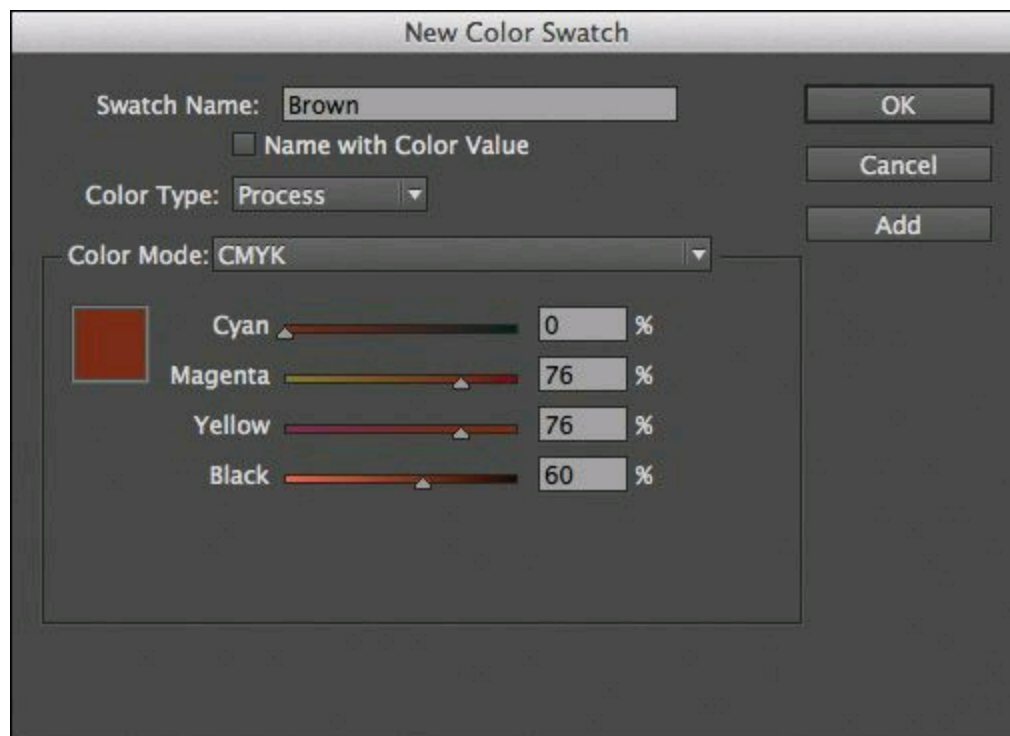 New Color Swatch
Swatch Name: Brown
OK
Name with Color Value
Cancel
Color Type: Process
Add
Color Mode: CMYK
Cyan 0 %
Magenta 76 %
Yellow 76 %
Black 60 %